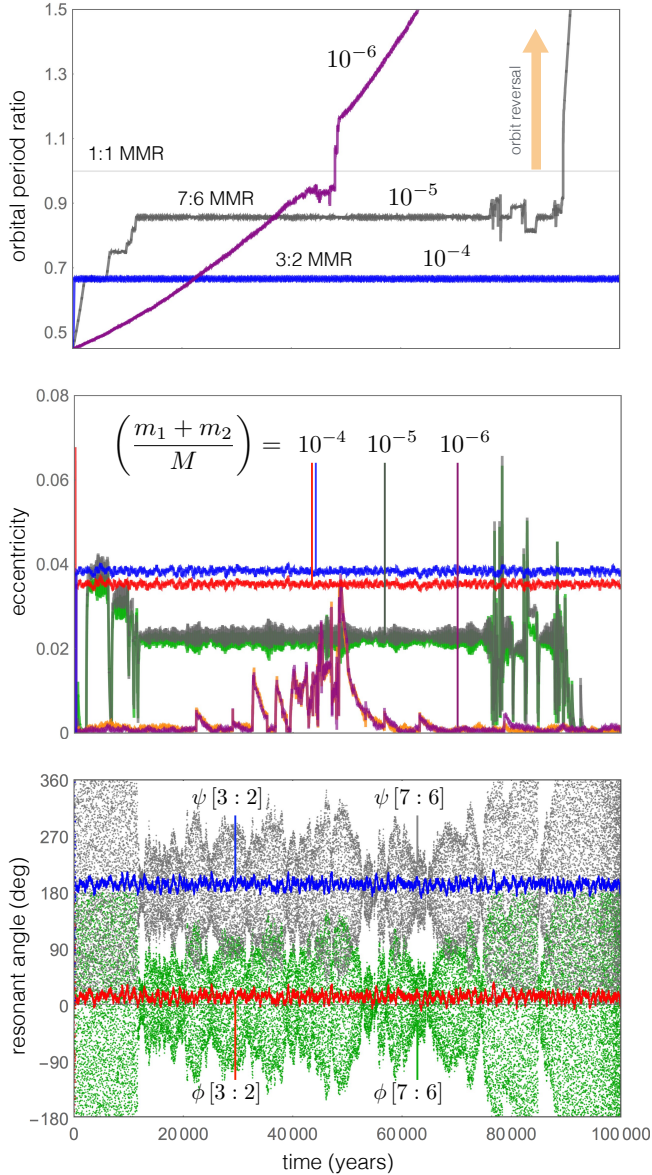 1.5
10^{-6}
1.3
orbit reversal
orbital period ratio
1.1
1:1 MMR
7:6 MMR
10^{-5}
0.9
3:2 MMR
10^{-4}
0.7
0.5
0.08
\left(\frac{m_1 + m_2}{M}\right) = 10^{-4} 10^{-5} 10^{-6}
0.06
eccentricity
0.04
0.02
0
360
ψ [3 : 2] ψ [7 : 6]
270
180
resonant angle (deg)
90
0
−90
ϕ [3 : 2] ϕ [7 : 6]
−180
0 20 000 40 000 60 000 80 000 100 000
time (years)